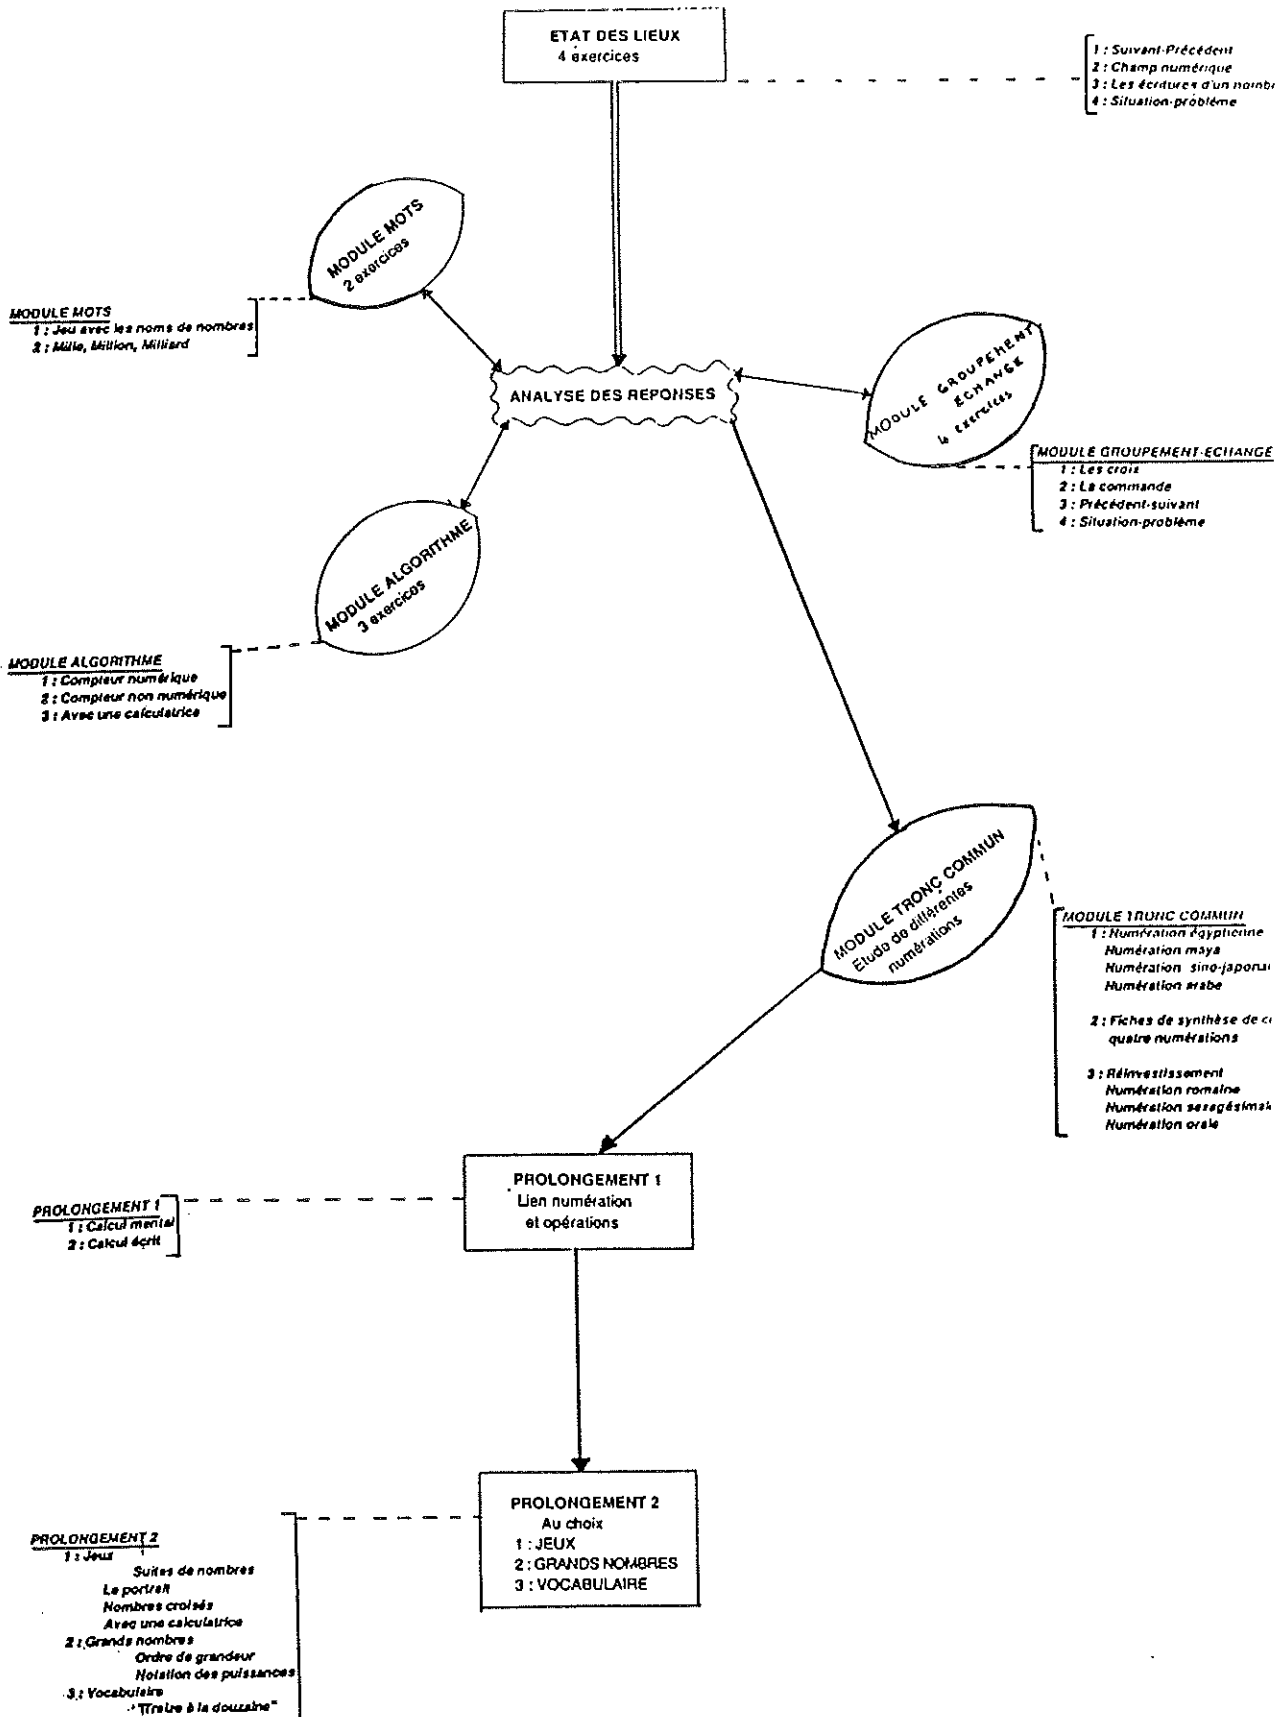 ETAT DES LIEUX
4 exercices
1 : Suivant-Précédent
2 : Champ numérique
3 : Les écritures d'un nombr
4 : Situation-problème
MODULE MOTS
2 exercices
MODULE MOTS
1 : Jeu avec les noms de nombres
2 : Mille, Million, Milliard
ANALYSE DES REPONSES
MODULE GROUPEMENT
ECHANGE
4 exercices
MODULE GROUPEMENT-ECHANGE
1 : Les croix
2 : La commande
3 : Précédent-suivant
4 : Situation-problème
MODULE ALGORITHME
3 exercices
MODULE ALGORITHME
1 : Compteur numérique
2 : Compteur non numérique
3 : Avec une calculatrice
MODULE TRONC COMMUN
Etude de différentes
numérations
MODULE TRONC COMMUN
1 : Numération égyptienne
Numération maya
Numération sino-japonai
Numération arabe
2 : Fiches de synthèse de c
quatre numérations
3 : Réinvestissement
Numération romaine
Numération sexagésimal
Numération orale
PROLONGEMENT 1
Lien numération
et opérations
PROLONGEMENT 1
1 : Calcul mental
2 : Calcul écrit
PROLONGEMENT 2
Au choix
1 : JEUX
2 : GRANDS NOMBRES
3 : VOCABULAIRE
PROLONGEMENT 2
1 : Jeux
Suites de nombres
Le portrait
Nombres croisés
Avec une calculatrice
2 : Grands nombres
Ordre de grandeur
Notation des puissances
3 : Vocabulaire
"Treize à la douzaine"